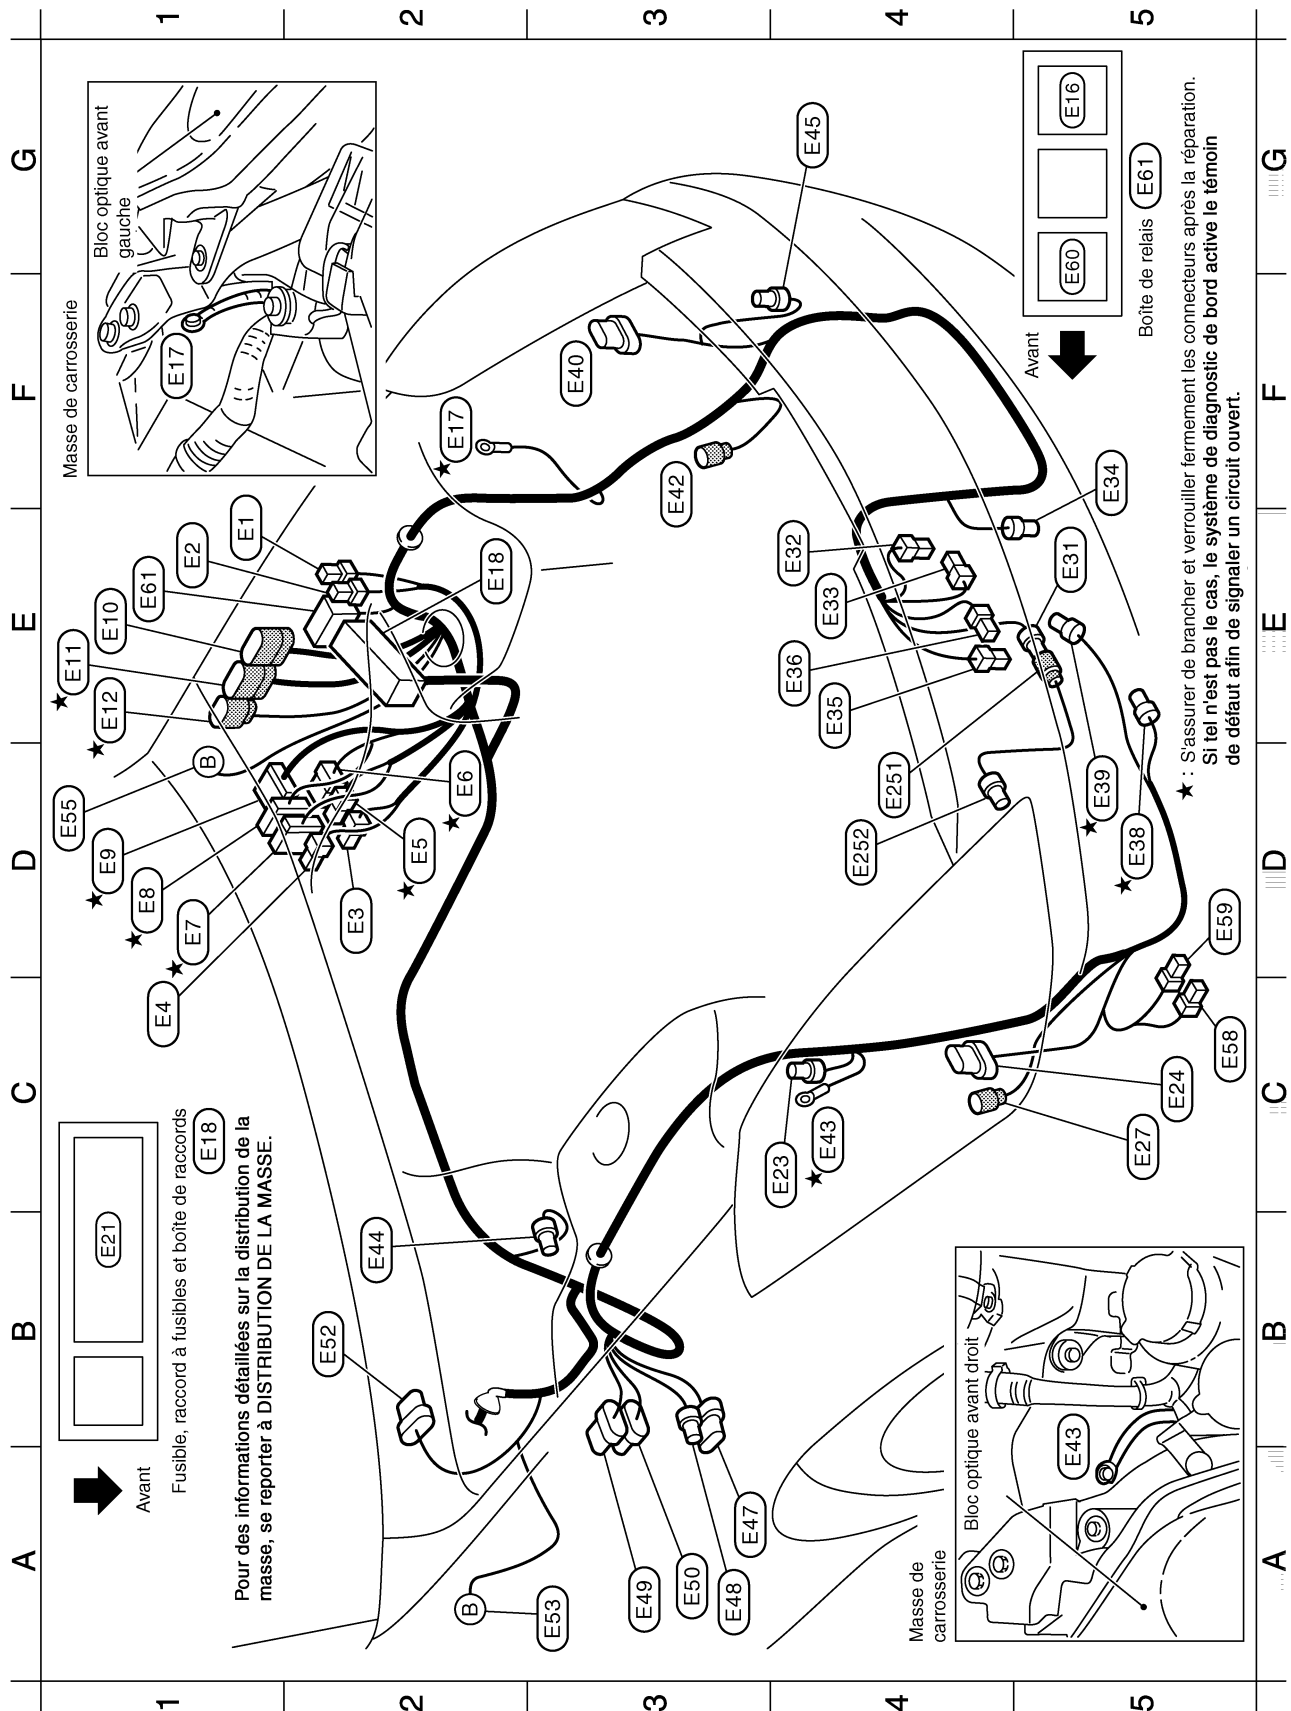 1
2
3
4
5
G
F
E
D
C
B
A
Masse de carrosserie
Bloc optique avant
gauche
E17
E45
E16
E60
Boîte de relais E61
Avant
★ : S'assurer de brancher et verrouiller fermement les connecteurs après la réparation.
Si tel n'est pas le cas, le système de diagnostic de bord active le témoin
de défaut afin de signaler un circuit ouvert.
E40
★ E17
E42
E34
E1
E2
E61
E10
★ E11
★ E12
E18
E32
E33
E31
E36
E35
E55
B
★ E9
★ E8
★ E7
E4
E3
★ E5
★ E6
E251
E252
★ E39
★ E38
E59
E58
E24
E27
E23
★ E43
E21
Fusible, raccord à fusibles et boîte de raccords E18
Avant
Pour des informations détaillées sur la distribution de la
masse, se reporter à DISTRIBUTION DE LA MASSE.
E44
E52
B
E53
E49
E50
E48
E47
Masse de
carrosserie
Bloc optique avant droit
E43
G
F
E
D
C
B
A
1
2
3
4
5